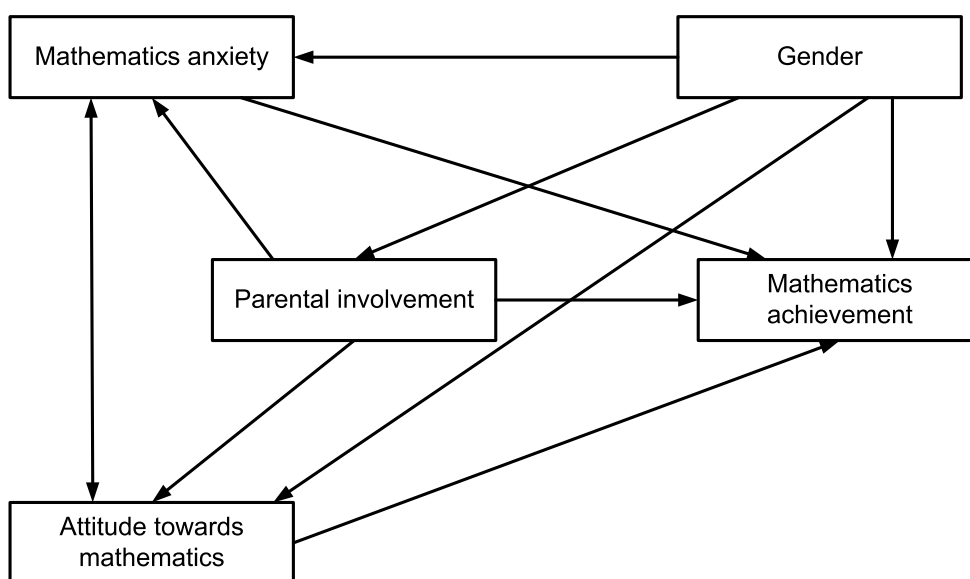 Mathematics anxiety
Gender
Parental involvement
Mathematics
achievement
Attitude towards
mathematics